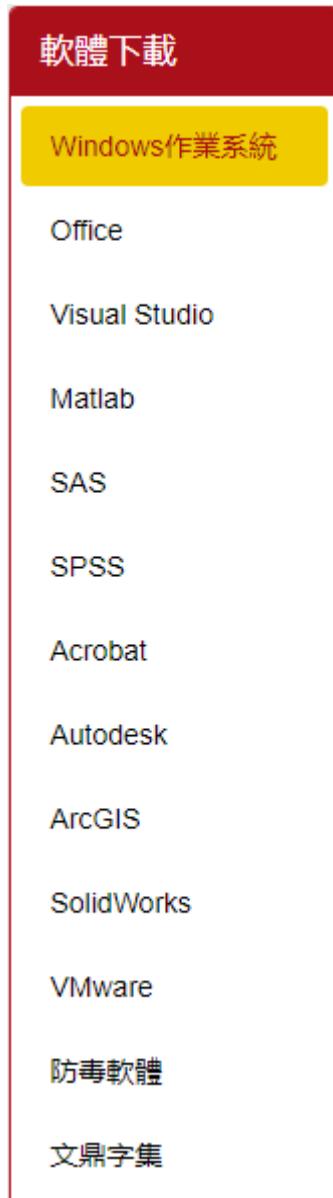 軟體下載
Windows作業系統
Office
Visual Studio
Matlab
SAS
SPSS
Acrobat
Autodesk
ArcGIS
SolidWorks
VMware
防毒軟體
文鼎字集